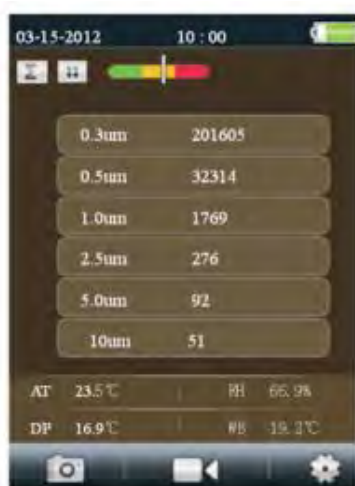 03-15-2012 10:00
Σ
0.3um 201605
0.5um 32314
1.0um 1769
2.5um 276
5.0um 92
10um 51
AT 23.5℃ RH 66.9%
DP 16.9℃ WB 19.2℃